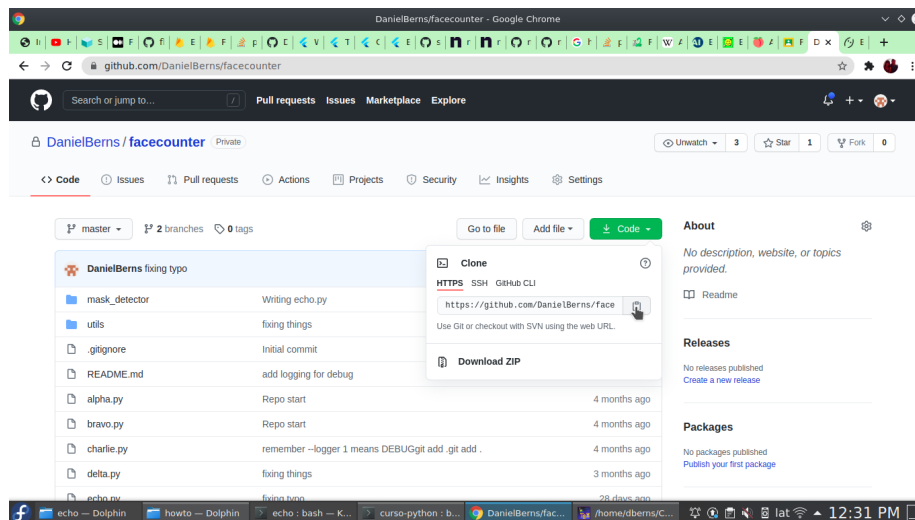 DanielBerns/facecounter - Google Chrome
github.com/DanielBerns/facecounter
Search or jump to... / Pull requests Issues Marketplace Explore
DanielBerns / facecounter Private Unwatch 3 Star 1 Fork 0
Code Issues Pull requests Actions Projects Security Insights Settings
master 2 branches 0 tags Go to file Add file Code
DanielBerns fixing typo
mask_detector Writing echo.py
utils fixing things
.gitignore Initial commit
README.md add logging for debug
alpha.py Repo start 4 months ago
bravo.py Repo start 4 months ago
charlie.py remember --logger 1 means DEBUGgit add .git add . 4 months ago
delta.py fixing things 3 months ago
echo.py fixing typo 28 days ago
Clone
HTTPS SSH GitHub CLI
https://github.com/DanielBerns/face
Use Git or checkout with SVN using the web URL.
Download ZIP
About
No description, website, or topics
provided.
Readme
Releases
No releases published
Create a new release
Packages
No packages published
Publish your first package
echo — Dolphin howto — Dolphin echo : bash — K... curso-python : b... DanielBerns/fac... /home/dberns/C... lat 12:31 PM